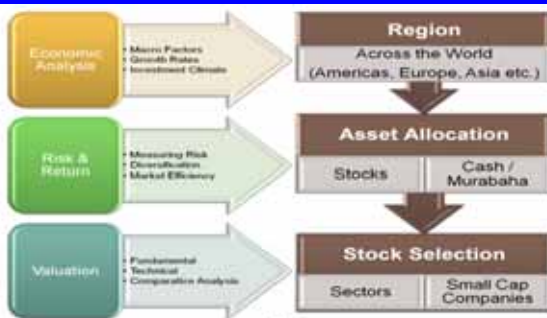 Economic
Analysis
• Macro Factors
• Growth Rates
• Investment Climate
Region
Across the World
(Americas, Europe, Asia etc.)
Risk &
Return
• Measuring Risk
• Diversification
• Market Efficiency
Asset Allocation
Stocks
Cash /
Murabaha
Valuation
• Fundamental
• Technical
• Comparative Analysis
Stock Selection
Sectors
Small Cap
Companies